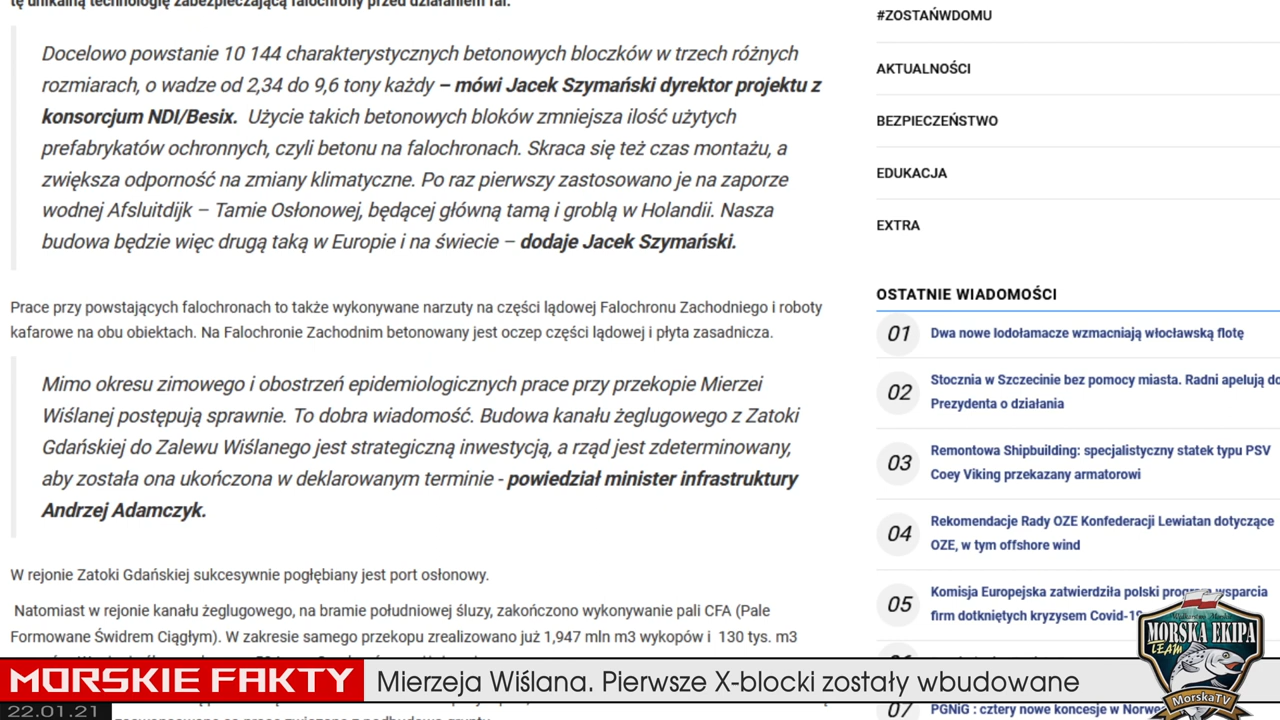 tę unikalną technologię zabezpieczającą falochrony przed działaniem fal.
Docelowo powstanie 10 144 charakterystycznych betonowych bloczków w trzech różnych
rozmiarach, o wadze od 2,34 do 9,6 tony każdy – mówi Jacek Szymański dyrektor projektu z
konsorcjum NDI/Besix. Użycie takich betonowych bloków zmniejsza ilość użytych
prefabrykatów ochronnych, czyli betonu na falochronach. Skraca się też czas montażu, a
zwiększa odporność na zmiany klimatyczne. Po raz pierwszy zastosowano je na zaporze
wodnej Afsluitdijk – Tamie Osłonowej, będącej główną tamą i groblą w Holandii. Nasza
budowa będzie więc drugą taką w Europie i na świecie – dodaje Jacek Szymański.
Prace przy powstających falochronach to także wykonywane narzuty na części lądowej Falochronu Zachodniego i roboty
kafarowe na obu obiektach. Na Falochronie Zachodnim betonowany jest oczep części lądowej i płyta zasadnicza.
Mimo okresu zimowego i obostrzeń epidemiologicznych prace przy przekopie Mierzei
Wiślanej postępują sprawnie. To dobra wiadomość. Budowa kanału żeglugowego z Zatoki
Gdańskiej do Zalewu Wiślanego jest strategiczną inwestycją, a rząd jest zdeterminowany,
aby została ona ukończona w deklarowanym terminie - powiedział minister infrastruktury
Andrzej Adamczyk.
W rejonie Zatoki Gdańskiej sukcesywnie pogłębiany jest port osłonowy.
Natomiast w rejonie kanału żeglugowego, na bramie południowej śluzy, zakończono wykonywanie pali CFA (Pale
Formowane Świdrem Ciągłym). W zakresie samego przekopu zrealizowano już 1,947 mln m3 wykopów i 130 tys. m3
#ZOSTAŃWDOMU
AKTUALNOŚCI
BEZPIECZEŃSTWO
EDUKACJA
EXTRA
OSTATNIE WIADOMOŚCI
01 Dwa nowe lodołamacze wzmacniają włocławską flotę
02 Stocznia w Szczecinie bez pomocy miasta. Radni apelują do
Prezydenta o działania
03 Remontowa Shipbuilding: specjalistyczny statek typu PSV
Coey Viking przekazany armatorowi
04 Rekomendacje Rady OZE Konfederacji Lewiatan dotyczące
OZE, w tym offshore wind
05 Komisja Europejska zatwierdziła polski program wsparcia
firm dotkniętych kryzysem Covid-19
07 PGNiG : cztery nowe koncesje w
MORSKA EKIPA
TEAM
MorskaTV
MORSKIE FAKTY
Mierzeja Wiślana. Pierwsze X-blocki zostały wbudowane
22.01.21